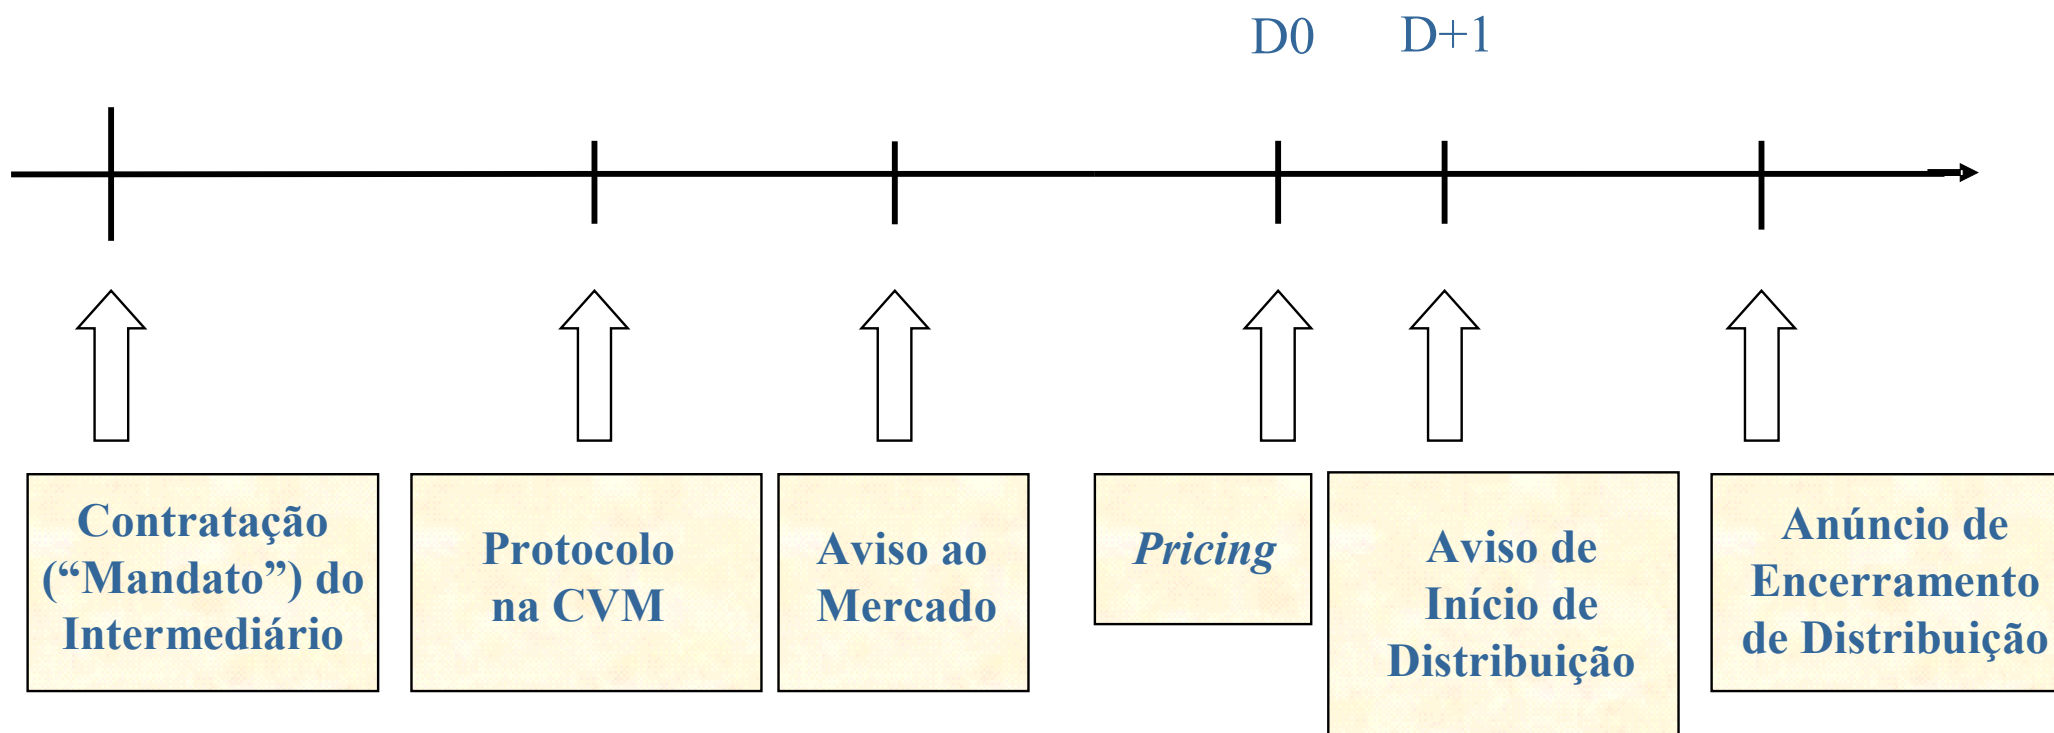 D0
D+1
Contratação
(“Mandato”) do
Intermediário
Protocolo
na CVM
Aviso ao
Mercado
Pricing
Aviso de
Início de
Distribuição
Anúncio de
Encerramento
de Distribuição